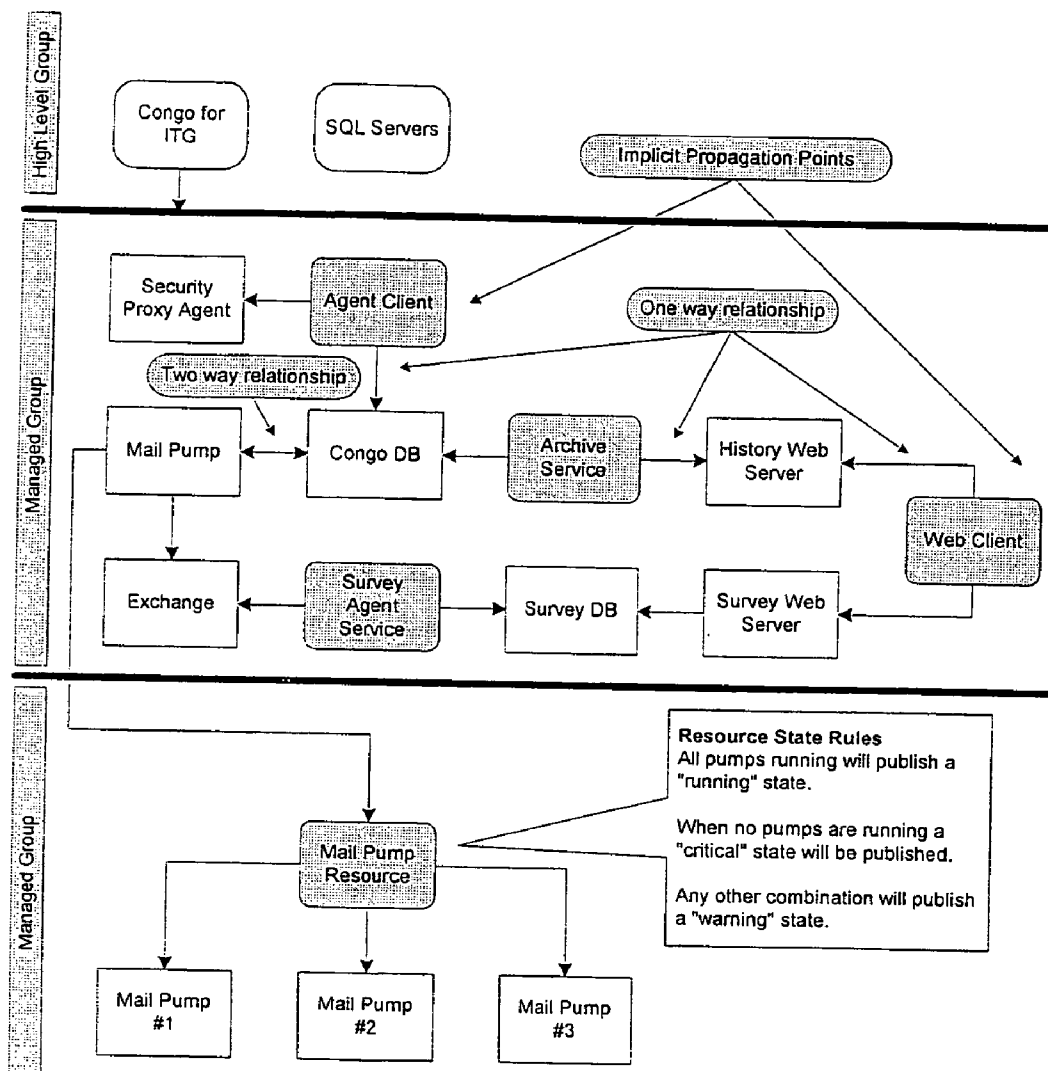 High Level Group
Congo for
ITG
SQL Servers
Implicit Propagation Points
Managed Group
Security
Proxy Agent
Agent Client
One way relationship
Two way relationship
Mail Pump
Congo DB
Archive
Service
History Web
Server
Web Client
Exchange
Survey
Agent
Service
Survey DB
Survey Web
Server
Managed Group
Resource State Rules
All pumps running will publish a
"running" state.
When no pumps are running a
"critical" state will be published.
Any other combination will publish
a "warning" state.
Mail Pump
Resource
Mail Pump
#1
Mail Pump
#2
Mail Pump
#3